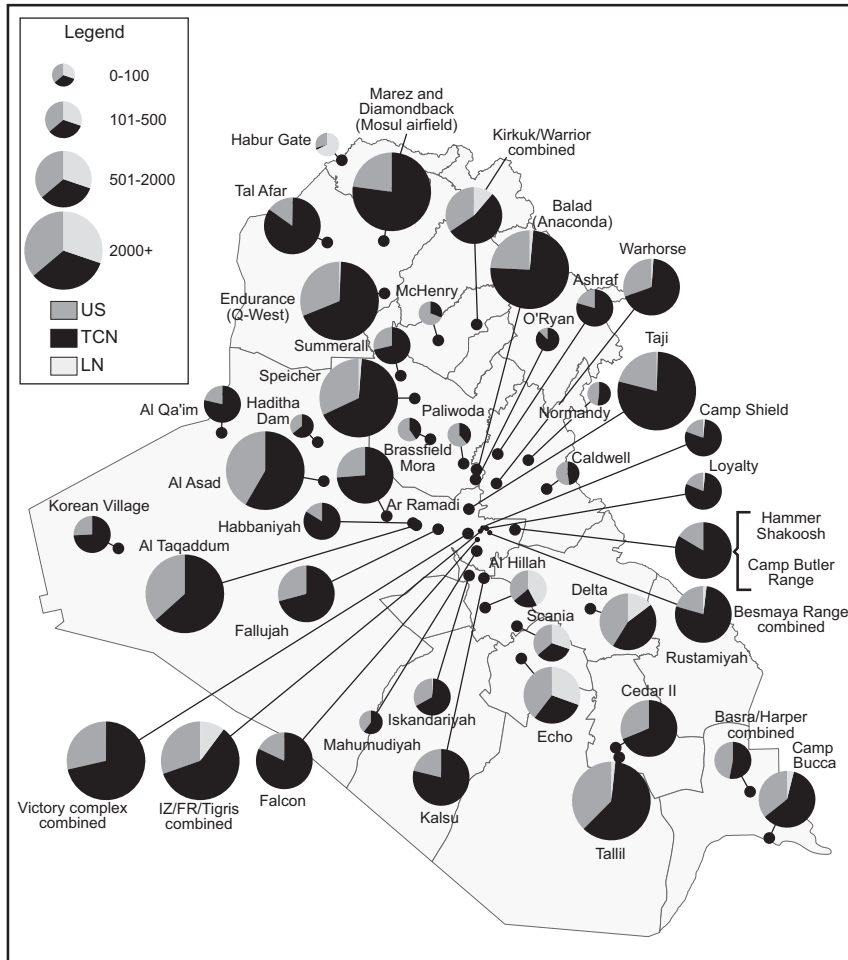 Legend
0-100
101-500
501-2000
2000+
US
TCN
LN
Marez and
Diamondback
(Mosul airfield)
Habur Gate
Kirkuk/Warrior
combined
Tal Afar
Balad
(Anaconda)
Warhorse
Ashraf
Endurance
(Q-West)
McHenry
O'Ryan
Summerall
Taji
Speicher
Al Qa'im
Haditha
Dam
Paliwoda
Normandy
Camp Shield
Brassfield
Mora
Caldwell
Al Asad
Loyalty
Korean Village
Ar Ramadi
Habbaniyah
Hammer
Shakoosh
Al Taqaddum
Camp Butler
Range
Al Hillah
Delta
Fallujah
Scania
Besmaya Range
combined
Rustamiyah
Cedar II
Iskandariyah
Mahumudiyah
Echo
Basra/Harper
combined
Camp
Bucca
Victory complex
combined
IZ/FR/Tigris
combined
Falcon
Kalsu
Tallil